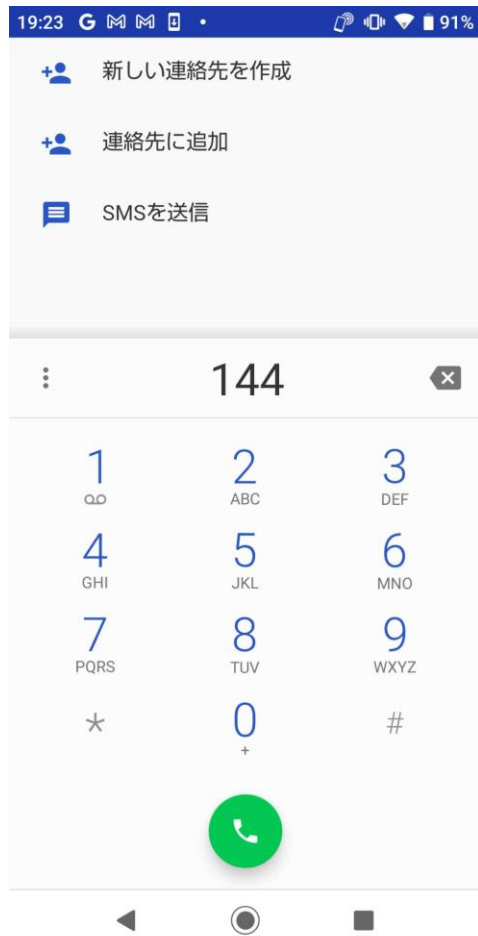 19:23 G 91%
新しい連絡先を作成
連絡先に追加
SMSを送信
144
1 2 3
ABC DEF
4 5 6
GHI JKL MNO
7 8 9
PQRS TUV WXYZ
* 0 #
+